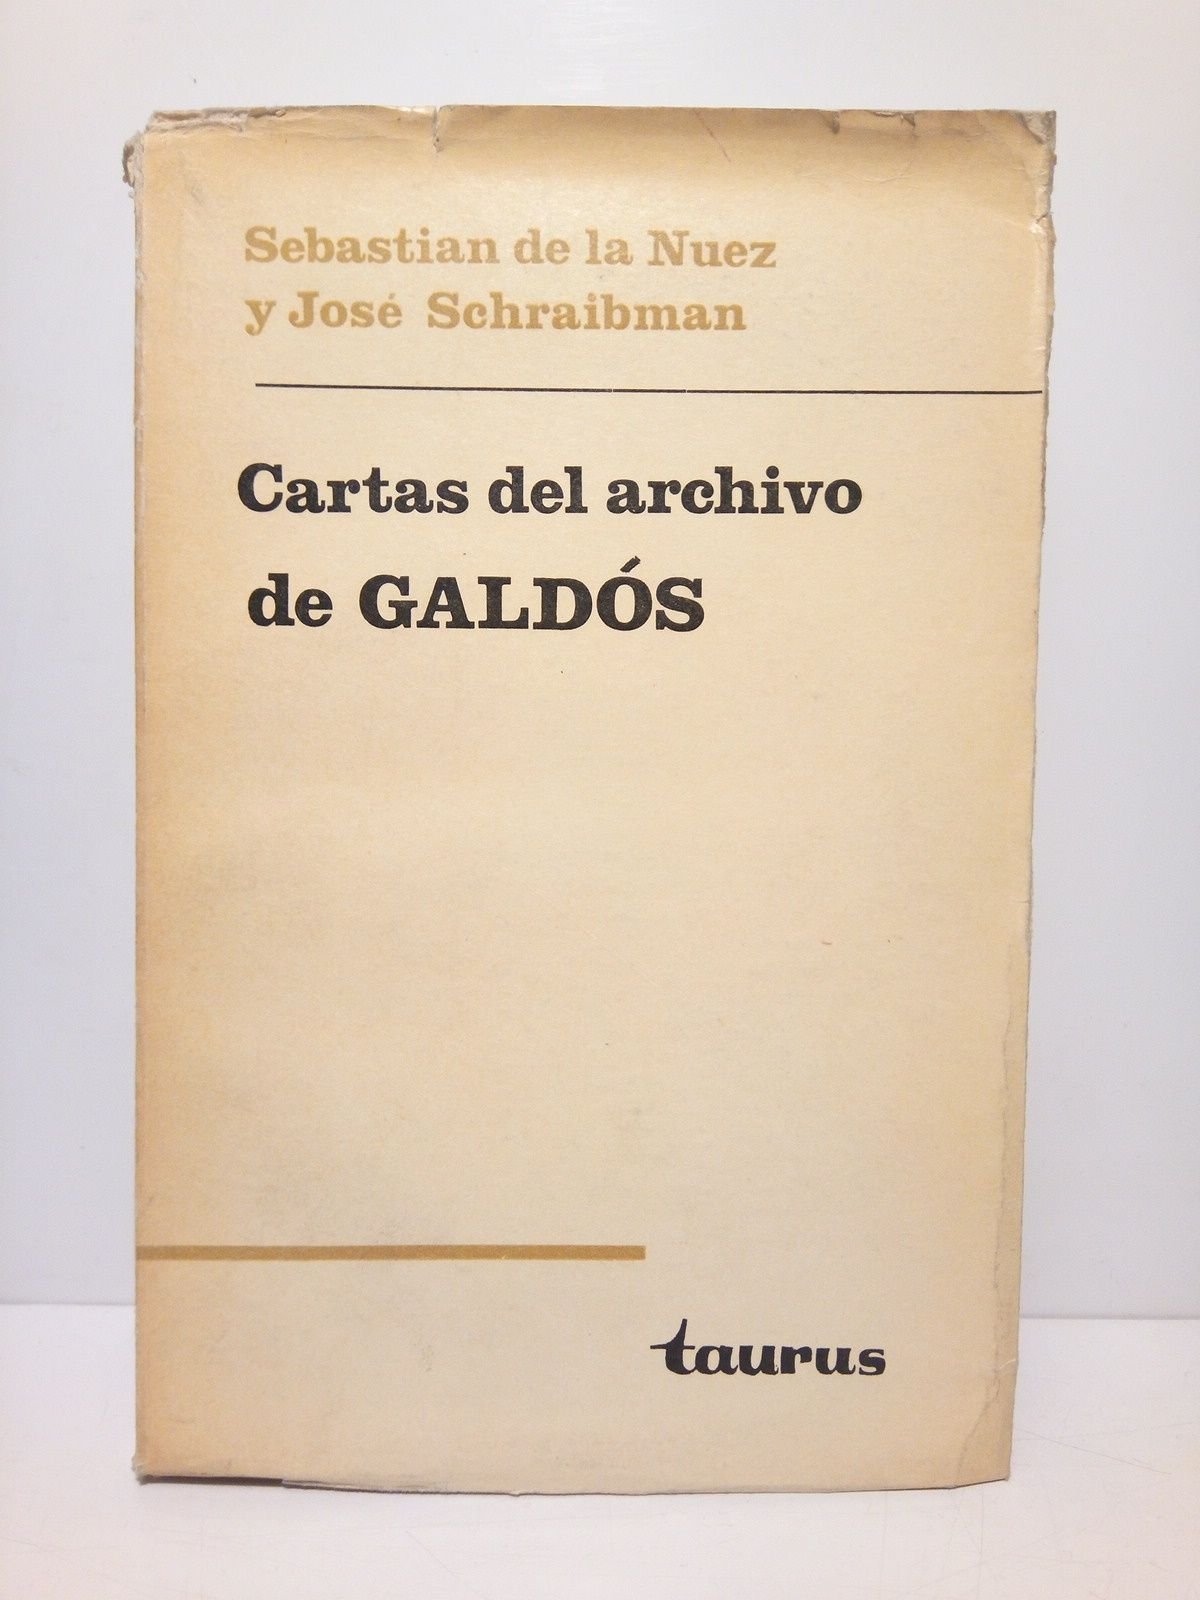 Sebastian de la Nuez
y José Schraibman
Cartas del archivo
de GALDÓS
taurus